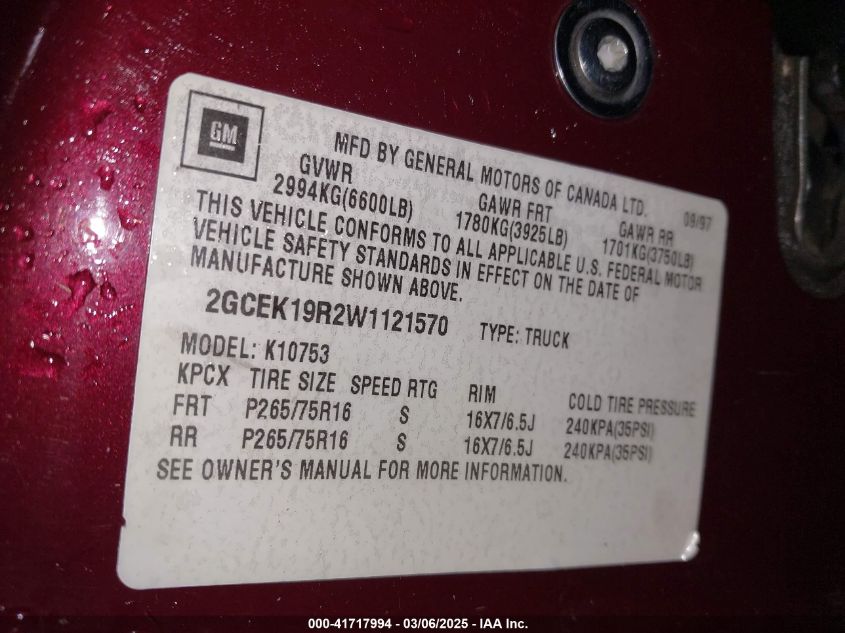 GM
MFD BY GENERAL MOTORS OF CANADA LTD. 09/97
GVWR GAWR FRT GAWR RR
2994KG(6600LB) 1780KG(3925LB) 1701KG(3750LB)
THIS VEHICLE CONFORMS TO ALL APPLICABLE U.S. FEDERAL MOTOR
VEHICLE SAFETY STANDARDS IN EFFECT ON THE DATE OF
MANUFACTURE SHOWN ABOVE.
2GCEK19R2W1121570 TYPE: TRUCK
MODEL: K10753
KPCX TIRE SIZE SPEED RTG RIM COLD TIRE PRESSURE
FRT P265/75R16 S 16X7/6.5J 240KPA(35PSI)
RR P265/75R16 S 16X7/6.5J 240KPA(35PSI)
SEE OWNER'S MANUAL FOR MORE INFORMATION.
000-41717994 - 03/06/2025 - IAA Inc.